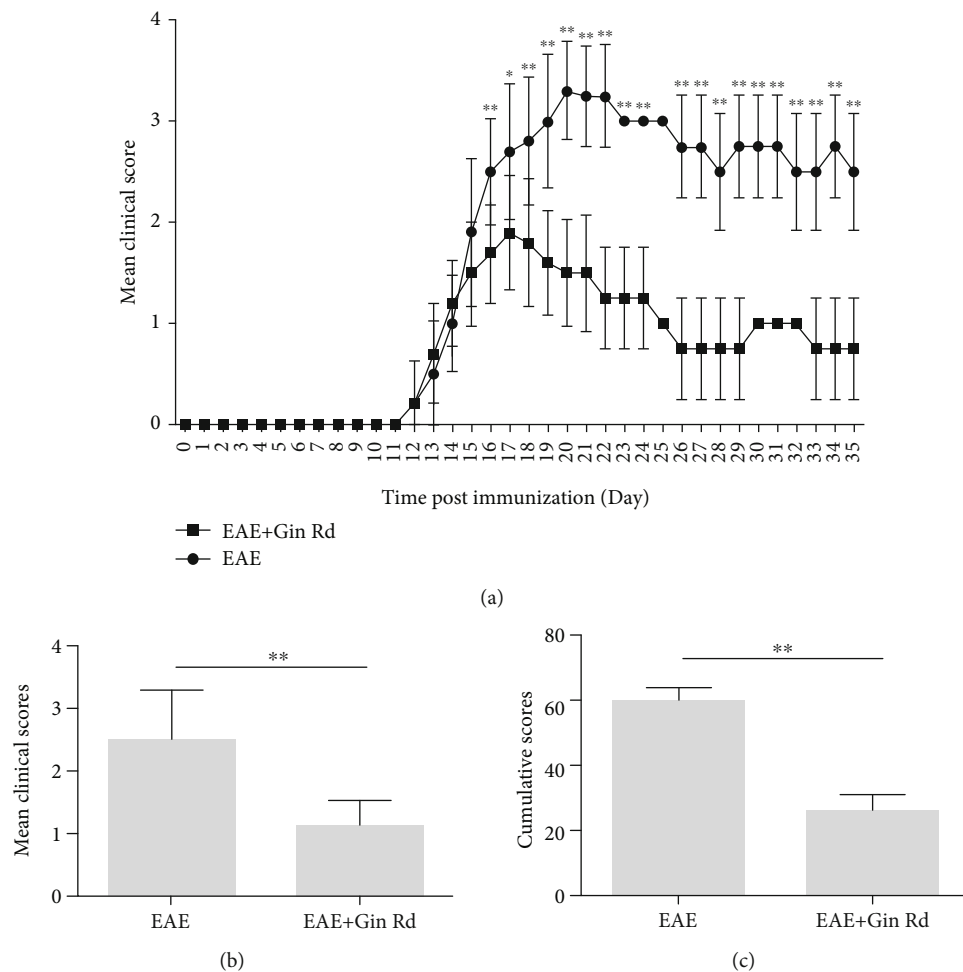 4
3
2
1
0
Mean clinical score
** * ** ** ** ** ** ** ** ** ** ** ** ** ** ** ** ** **
0 1 2 3 4 5 6 7 8 9 10 11 12 13 14 15 16 17 18 19 20 21 22 23 24 25 26 27 28 29 30 31 32 33 34 35
Time post immunization (Day)
EAE+Gin Rd
EAE
(a)
4
3
2
1
0
Mean clinical scores
**
EAE EAE+Gin Rd
(b)
80
60
40
20
0
Cumulative scores
**
EAE EAE+Gin Rd
(c)